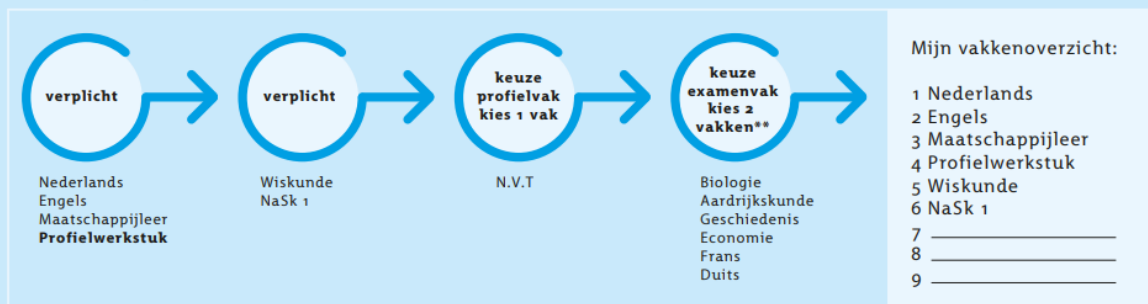 verplicht
Nederlands
Engels
Maatschappijleer
Profielwerkstuk
verplicht
Wiskunde
NaSk 1
keuze
profielvak
kies 1 vak
N.V.T
keuze
examenvak
kies 2
vakken**
Biologie
Aardrijkskunde
Geschiedenis
Economie
Frans
Duits
Mijn vakkenoverzicht:
1 Nederlands
2 Engels
3 Maatschappijleer
4 Profielwerkstuk
5 Wiskunde
6 NaSk 1
7
8
9